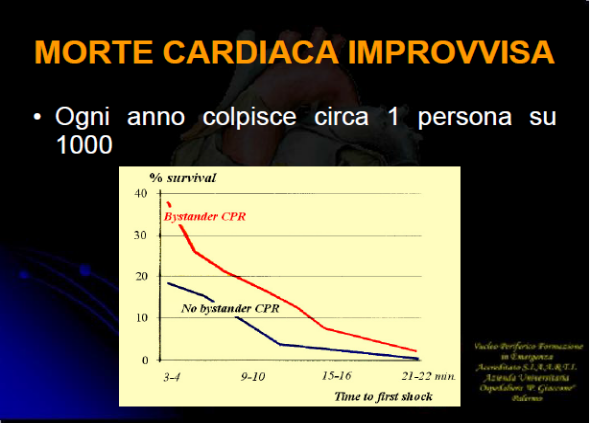 MORTE CARDIACA IMPROVVISA
• Ogni anno colpisce circa 1 persona su
1000
% survival
40
30
20
10
0
Bystander CPR
No bystander CPR
3-4
9-10
15-16
21-22 min.
Time to first shock
Nucleo Periferico Formazione
in Emergenza
Accreditato S.I.A.A.R.T.I.
Azienda Universitaria
Ospedaliera "P. Giaccone"
Palermo